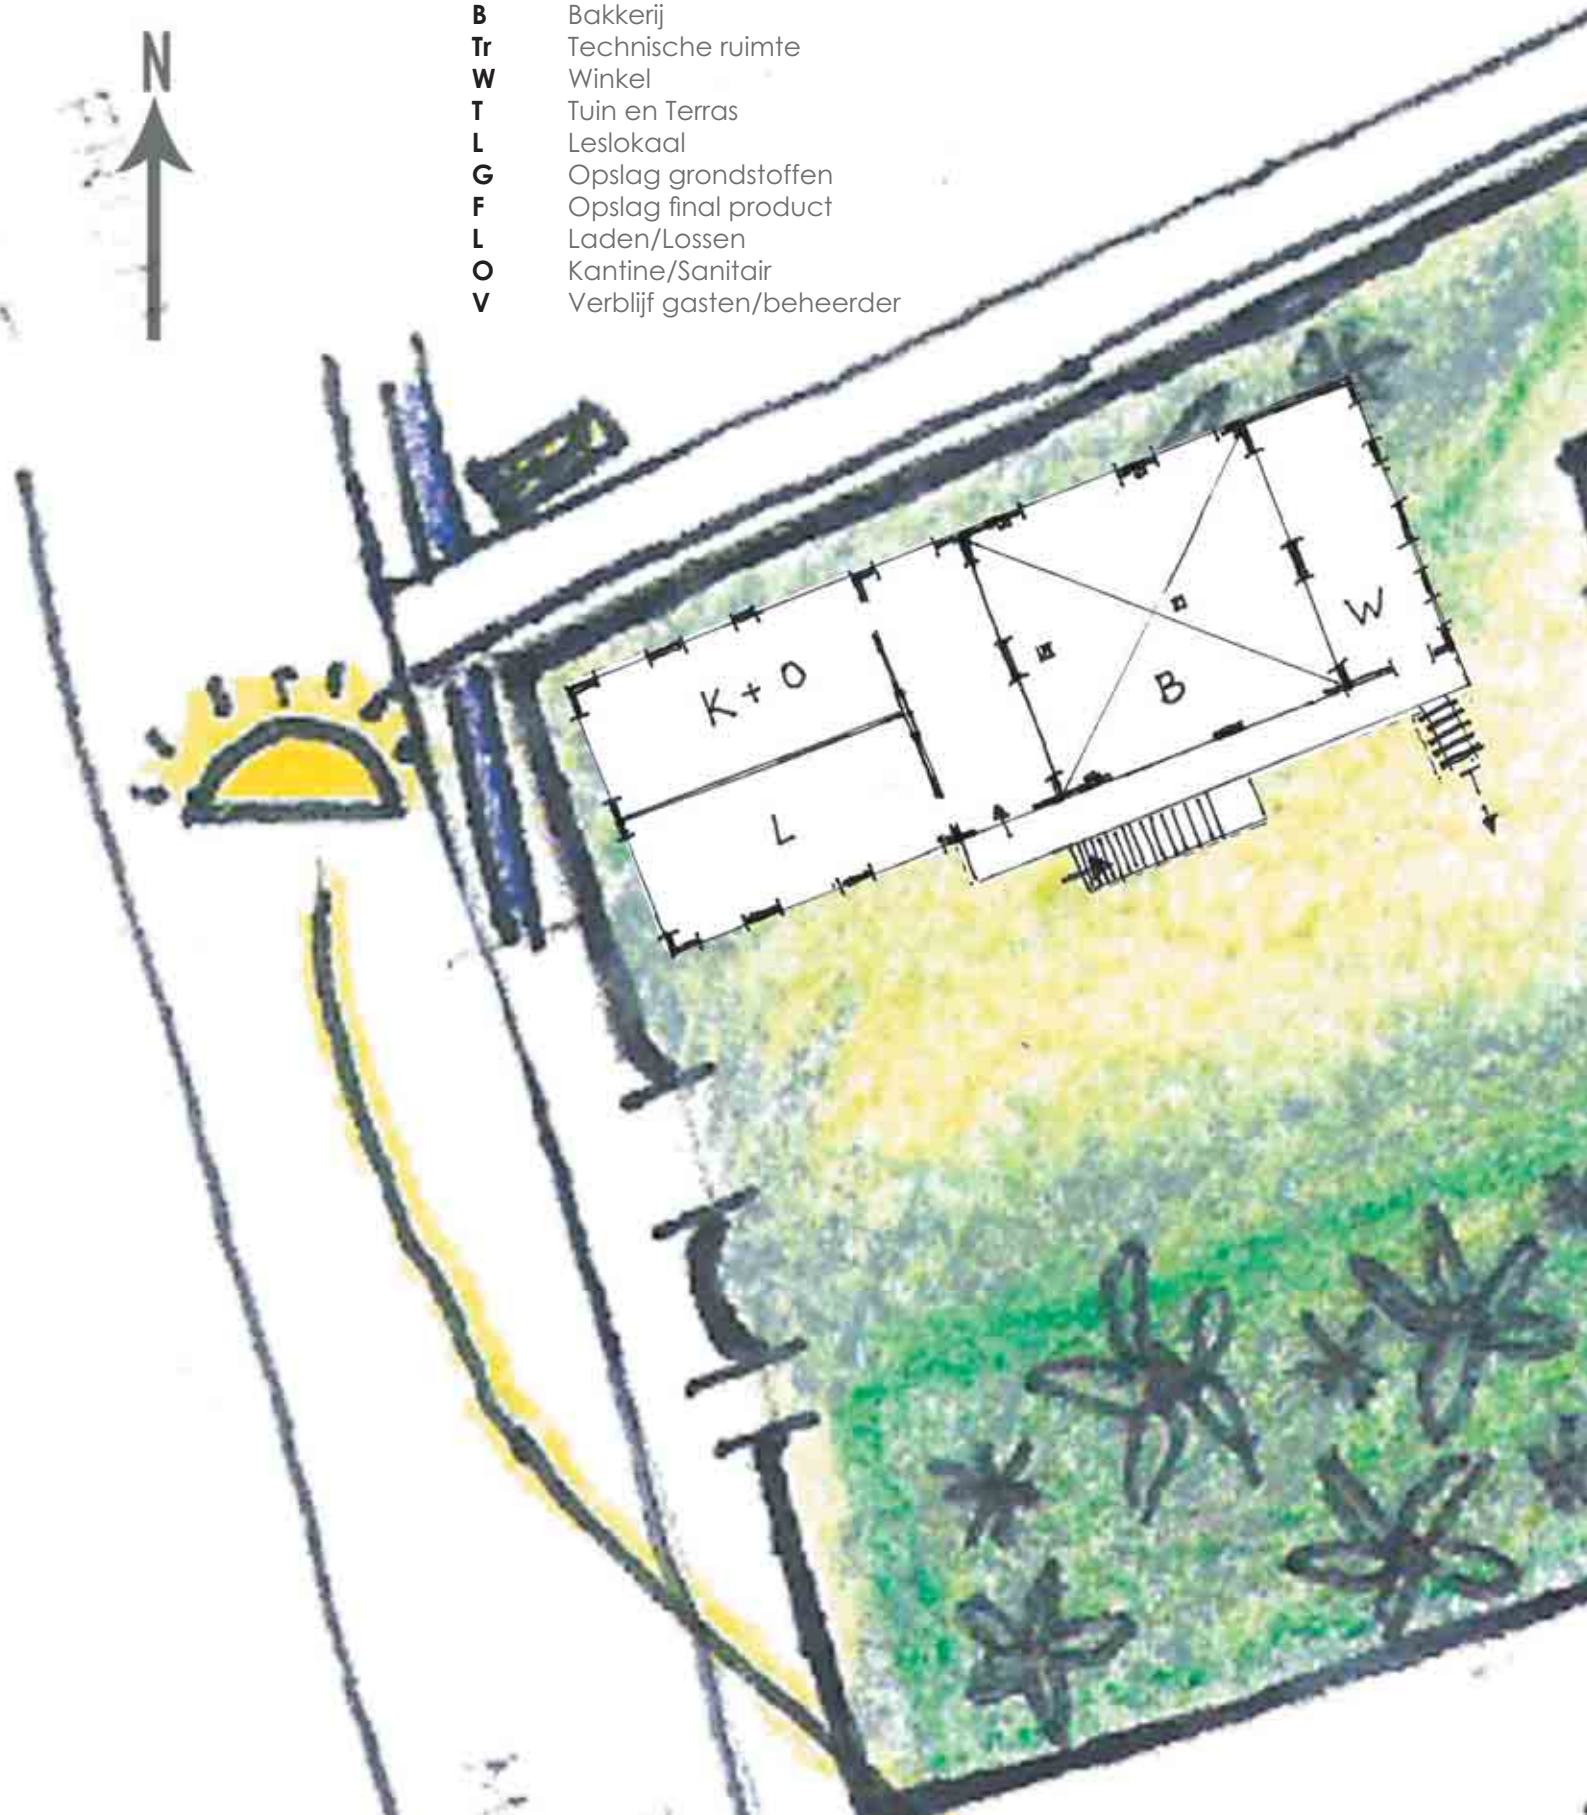 B Bakkerij
N
Tr Technische ruimte
W Winkel
T Tuin en Terras
L Leslokaal
G Opslag grondstoffen
F Opslag final product
L Laden/Lossen
O Kantine/Sanitair
V Verblijf gasten/beheerder
W
K + O
B
L